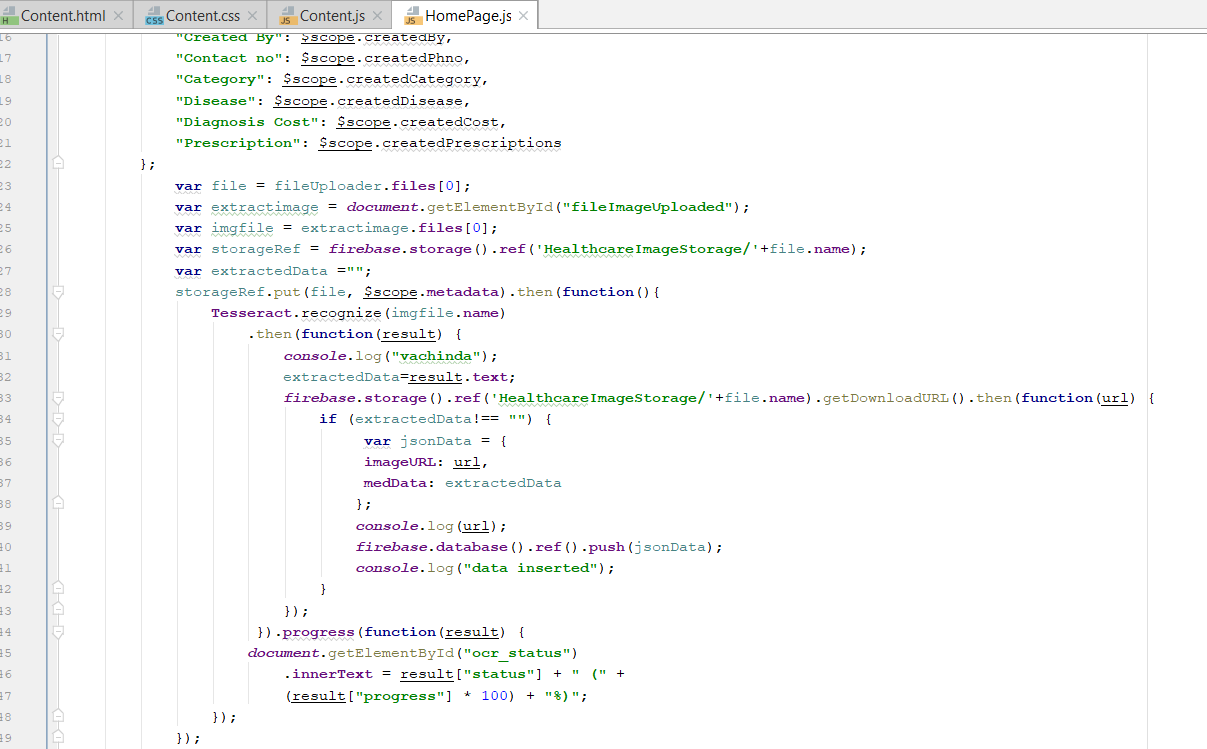 Content.html × CSS Content.css × JS Content.js × JS HomePage.js ×
16 "Created By": $scope.createdBy,
17 "Contact no": $scope.createdPhno,
18 "Category": $scope.createdCategory,
19 "Disease": $scope.createdDisease,
20 "Diagnosis Cost": $scope.createdCost,
21 "Prescription": $scope.createdPrescriptions
22 };
23 var file = fileUploader.files[0];
24 var extractimage = document.getElementById("fileImageUploaded");
25 var imgfile = extractimage.files[0];
26 var storageRef = firebase.storage().ref('HealthcareImageStorage/'+file.name);
27 var extractedData ="";
28 storageRef.put(file, $scope.metadata).then(function(){
29 Tesseract.recognize(imgfile.name)
30 .then(function(result) {
31 console.log("vachinda");
32 extractedData=result.text;
33 firebase.storage().ref('HealthcareImageStorage/'+file.name).getDownloadURL().then(function(url) {
34 if (extractedData!== "") {
35 var jsonData = {
36 imageURL: url,
37 medData: extractedData
38 };
39 console.log(url);
40 firebase.database().ref().push(jsonData);
41 console.log("data inserted");
42 }
43 });
44 }).progress(function(result) {
45 document.getElementById("ocr_status")
46 .innerText = result["status"] + " (" +
47 (result["progress"] * 100) + "%)";
48 });
49 });